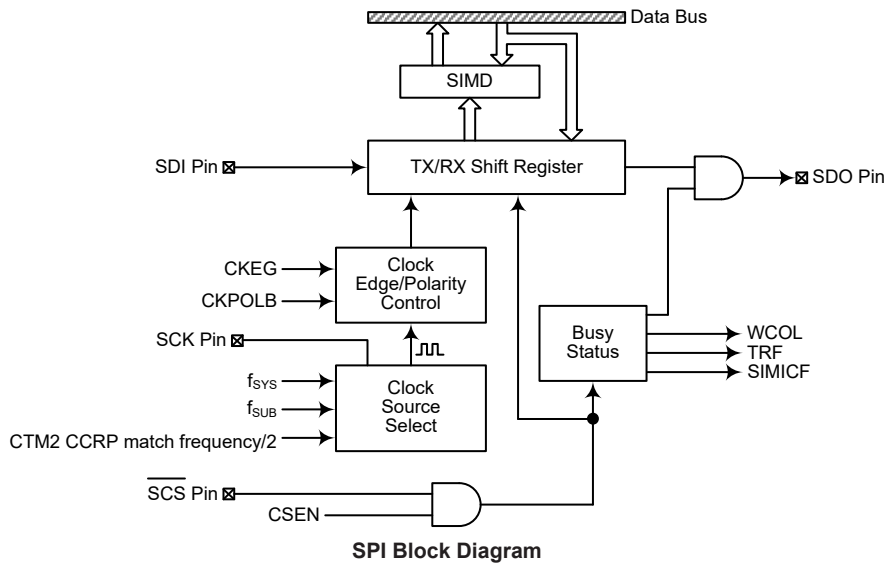 Data Bus
SIMD
SDI Pin
TX/RX Shift Register
SDO Pin
CKEG
CKPOLB
Clock
Edge/Polarity
Control
SCK Pin
Busy
Status
WCOL
TRF
SIMICF
fSYS
fSUB
CTM2 CCRP match frequency/2
Clock
Source
Select
SCS Pin
CSEN
SPI Block Diagram